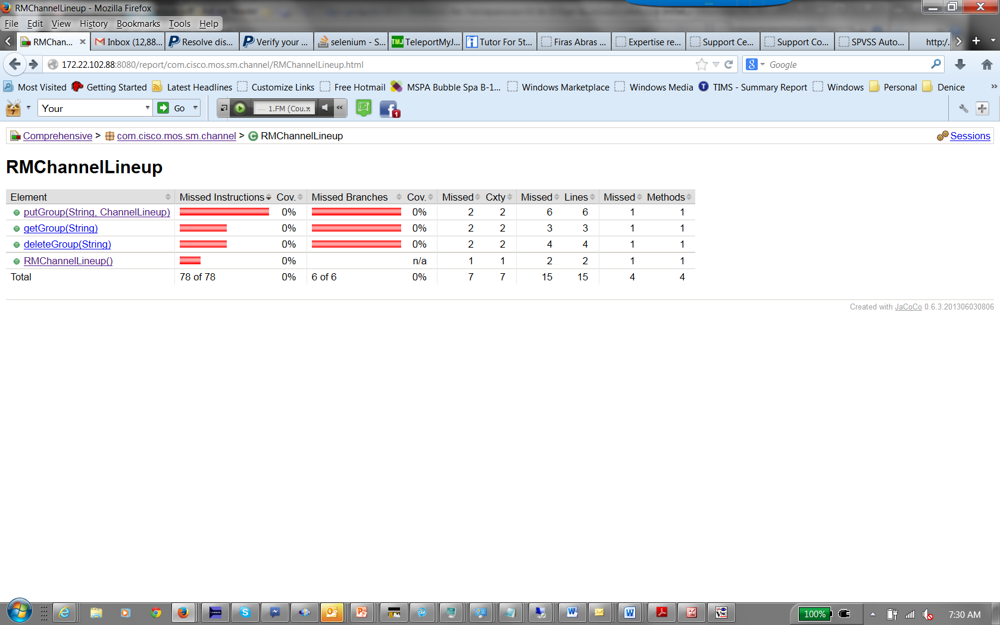 RMChannelLineup - Mozilla Firefox
File Edit View History Bookmarks Tools Help
RMChan... Inbox (12,88... Resolve dis... Verify your ... selenium - S... TeleportMyJ... Tutor For 5t... Firas Abras ... Expertise re... Support Ce... Support Co... SPVSS Auto... http:/.
172.22.102.88:8080/report/com.cisco.mos.sm.channel/RMChannelLineup.html Google
Most Visited Getting Started Latest Headlines Customize Links Free Hotmail MSPA Bubble Spa B-1... Windows Marketplace Windows Media TIMS - Summary Report Windows Personal Denice
Your Go 1.FM (Cou. 1
Comprehensive > com.cisco.mos.sm.channel > RMChannelLineup Sessions
RMChannelLineup
Element Missed Instructions Cov. Missed Branches Cov. Missed Cxty Missed Lines Missed Methods
putGroup(String, ChannelLineup) 0% 0% 2 2 6 6 1 1
getGroup(String) 0% 0% 2 2 3 3 1 1
deleteGroup(String) 0% 0% 2 2 4 4 1 1
RMChannelLineup() 0% n/a 1 1 2 2 1 1
Total 78 of 78 0% 6 of 6 0% 7 7 15 15 4 4
Created with JaCoCo 0.6.3.201306030806
100% 7:30 AM